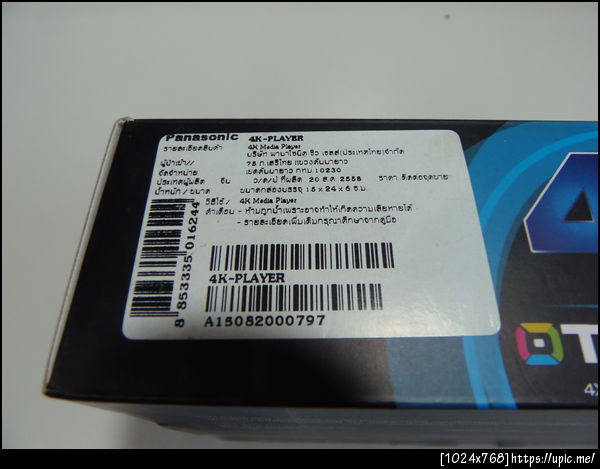 Panasonic 4K-PLAYER
รายละเอียดสินค้า 4K Media Player
ผู้นำเข้า// บริษัท พานาโซนิค ซิว เซลส์(ประเทศไทย)จำกัด
จัดจำหน่าย 75 ถ.เสรีไทย แขวงคันนายาว
เขตคันนายาว กทม.10230
ประเทศผู้ผลิต จีน ว/ด/ป ที่ผลิต 20 ส.ค. 2558 ราคา ติดต่อจุดขาย
น้ำหนัก/ ขนาด ขนาดกล่องบรรจุ 15 x 24 x 6 ซ.ม.
วิธีใช้ / 4K Media Player
คำเตือน - ห้ามถูกน้ำเพราะอาจทำให้เกิดความเสียหายได้
- รายละเอียดเพิ่มเติมกรุณาศึกษาจากคู่มือ
8 853335 016244
4K-PLAYER
A15082000797
4
T
4X
[1024x768]https://upic.me/